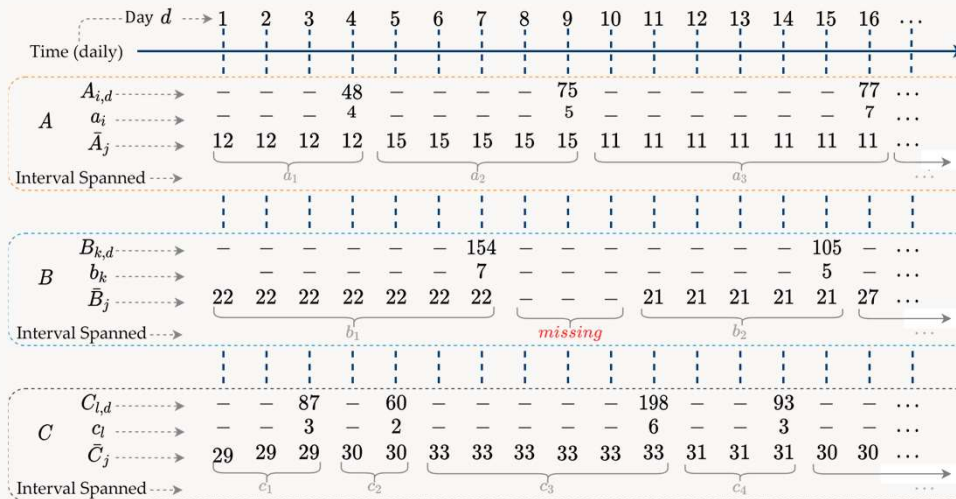 Day d 1 2 3 4 5 6 7 8 9 10 11 12 13 14 15 16 ...
Time (daily)
A_{i,d} — — — 48 — — — — 75 — — — — — — 77 ...
A a_i — — — 4 — — — — 5 — — — — — — 7 ...
Ā_j 12 12 12 12 15 15 15 15 15 11 11 11 11 11 11 11 ...
Interval Spanned a_1 a_2 a_3 ...
B_{k,d} — — — — — — 154 — — — — — — — 105 — ...
B b_k — — — — — — 7 — — — — — — — 5 — ...
B̄_j 22 22 22 22 22 22 22 — — — 21 21 21 21 21 27 ...
Interval Spanned b_1 missing b_2 ...
C_{l,d} — — 87 — 60 — — — — — 198 — — 93 — — ...
C c_l — — 3 — 2 — — — — — 6 — — 3 — — ...
C̄_j 29 29 29 30 30 33 33 33 33 33 33 31 31 31 30 30 ...
Interval Spanned c_1 c_2 c_3 c_4 ...